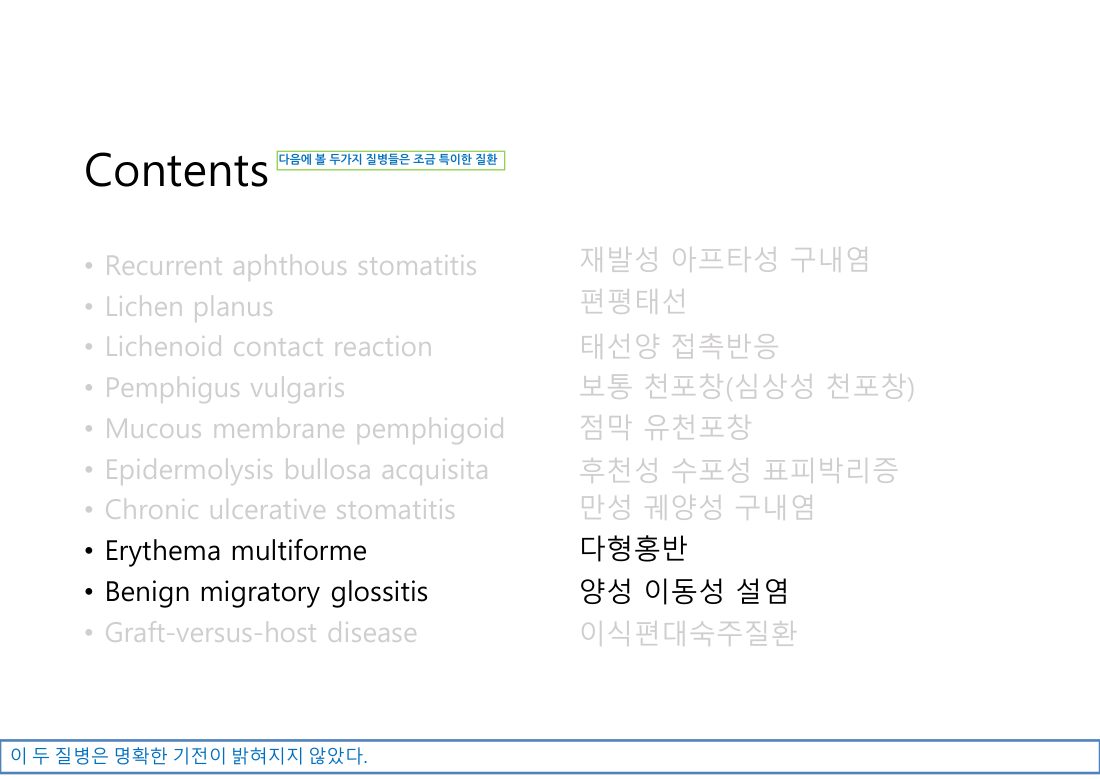 Contents
다음에 볼 두가지 질병들은 조금 특이한 질환
• Recurrent aphthous stomatitis
재발성 아프타성 구내염
• Lichen planus
편평태선
• Lichenoid contact reaction
태선양 접촉반응
• Pemphigus vulgaris
보통 천포창(심상성 천포창)
• Mucous membrane pemphigoid
점막 유천포창
• Epidermolysis bullosa acquisita
후천성 수포성 표피박리증
• Chronic ulcerative stomatitis
만성 궤양성 구내염
• Erythema multiforme
다형홍반
• Benign migratory glossitis
양성 이동성 설염
• Graft-versus-host disease
이식편대숙주질환
이 두 질병은 명확한 기전이 밝혀지지 않았다.